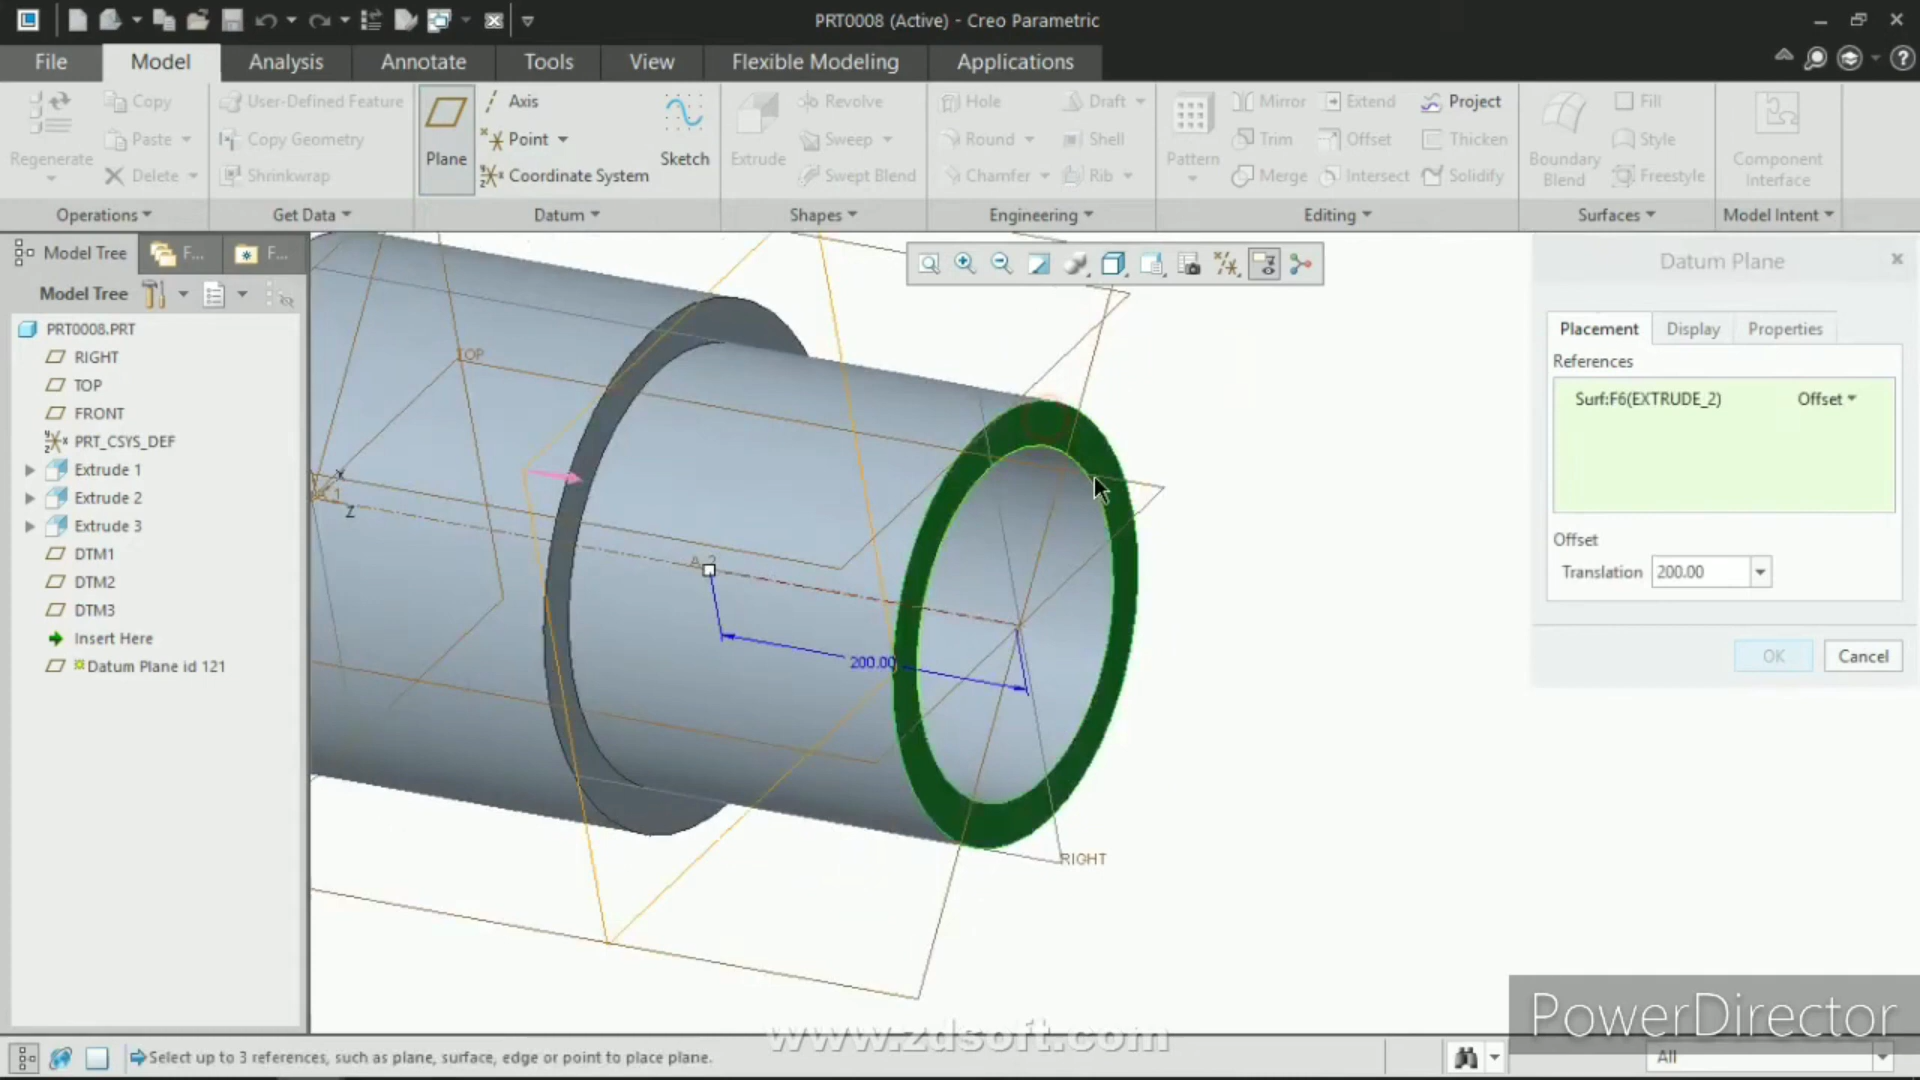 PRT0008 (Active) - Creo Parametric
File Model Analysis Annotate Tools View Flexible Modeling Applications
Regenerate
Copy
Paste
Delete
Operations
User-Defined Feature
Copy Geometry
Shrinkwrap
Get Data
Plane
Axis
Point
Coordinate System
Sketch
Datum
Extrude
Revolve
Sweep
Swept Blend
Shapes
Hole
Round
Chamfer
Draft
Shell
Rib
Engineering
Pattern
Mirror
Trim
Merge
Extend
Offset
Intersect
Project
Thicken
Solidify
Editing
Boundary
Blend
Fill
Style
Freestyle
Surfaces
Component
Interface
Model Intent
Model Tree F... F...
Model Tree
PRT0008.PRT
RIGHT
TOP
FRONT
PRT_CSYS_DEF
Extrude 1
Extrude 2
Extrude 3
DTM1
DTM2
DTM3
Insert Here
Datum Plane id 121
TOP
X
Z
A_2
200.00
RIGHT
Datum Plane
Placement Display Properties
References
Surf:F6(EXTRUDE_2) Offset
Offset
Translation 200.00
OK Cancel
PowerDirector
www.zdsoft.com
Select up to 3 references, such as plane, surface, edge or point to place plane.
All